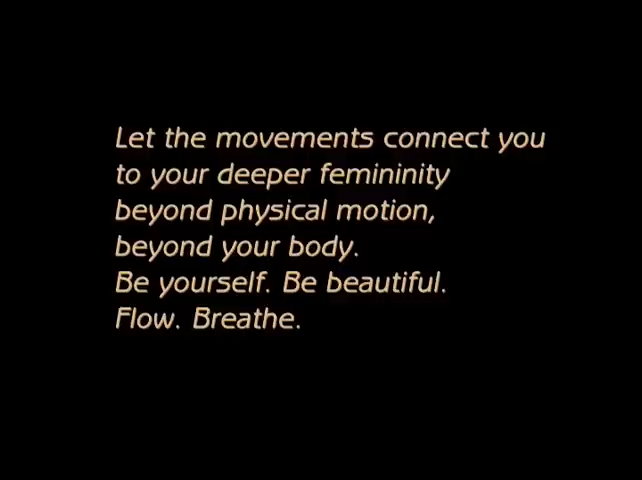 Let the movements connect you
to your deeper femininity
beyond physical motion,
beyond your body.
Be yourself. Be beautiful.
Flow. Breathe.